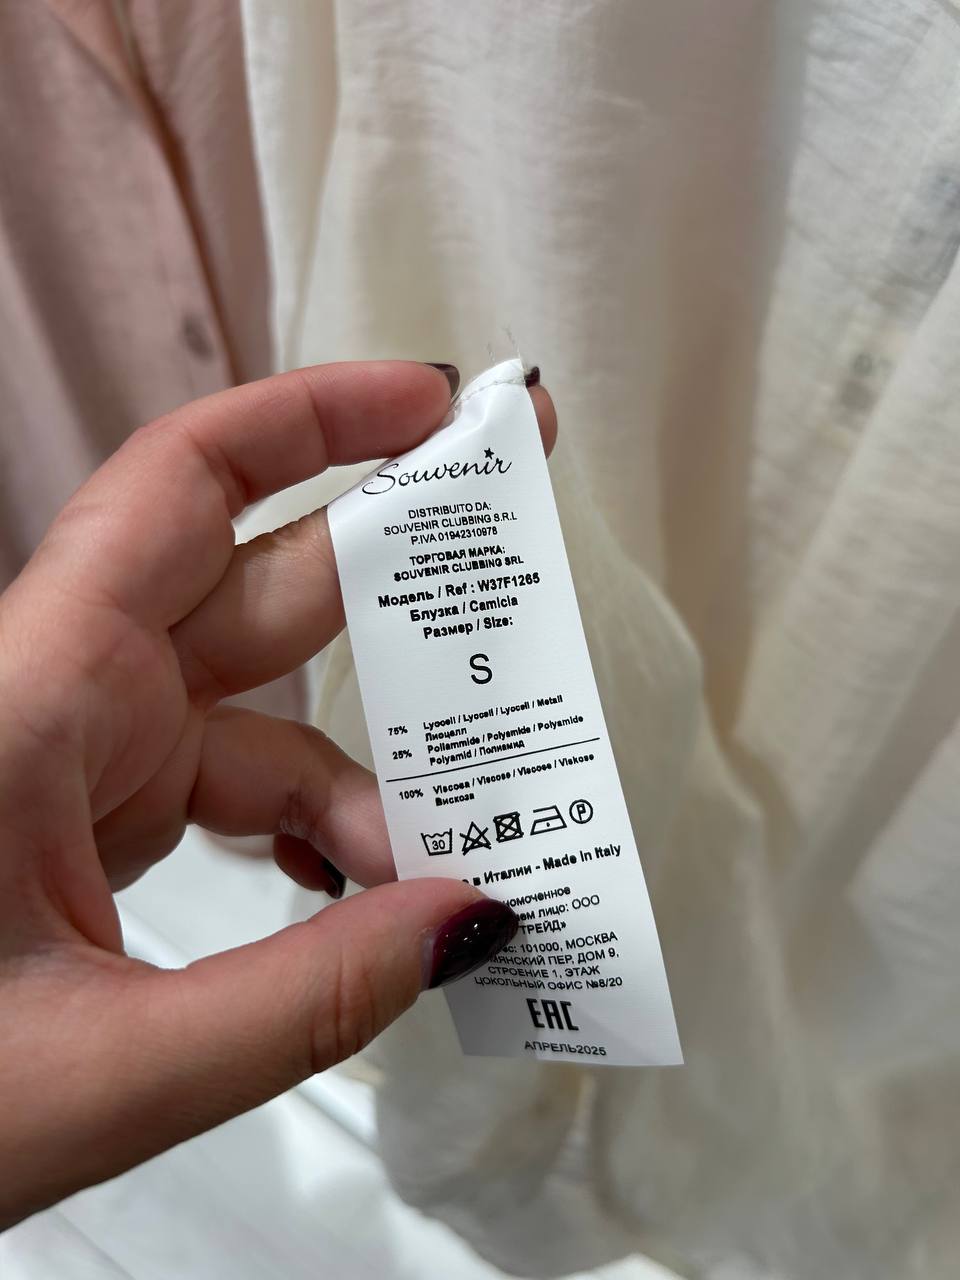 Souvenir
DISTRIBUITO DA:
SOUVENIR CLUBBING S.R.L
P.IVA 01942310978
ТОРГОВАЯ МАРКА:
SOUVENIR CLUBBING SRL
Модель / Ref : W37F1265
Блузка / Camicia
Размер / Size:
S
75% Lyocell / Lyocell / Lyocell / Metall
Лиоцелл
25% Poliammide / Polyamide / Polyamide
Polyamid / Полиамид
100% Viscosa / Viscose / Viscose / Viskose
Вискоза
30 P
в Италии - Made in Italy
лицо: ООО
ТРЕЙД»
101000, МОСКВА
ПЕР, ДОМ 9,
СТРОЕНИЕ 1, ЭТАЖ
ЦОКОЛЬНЫЙ ОФИС №8/20
EAC
АПРЕЛЬ2025